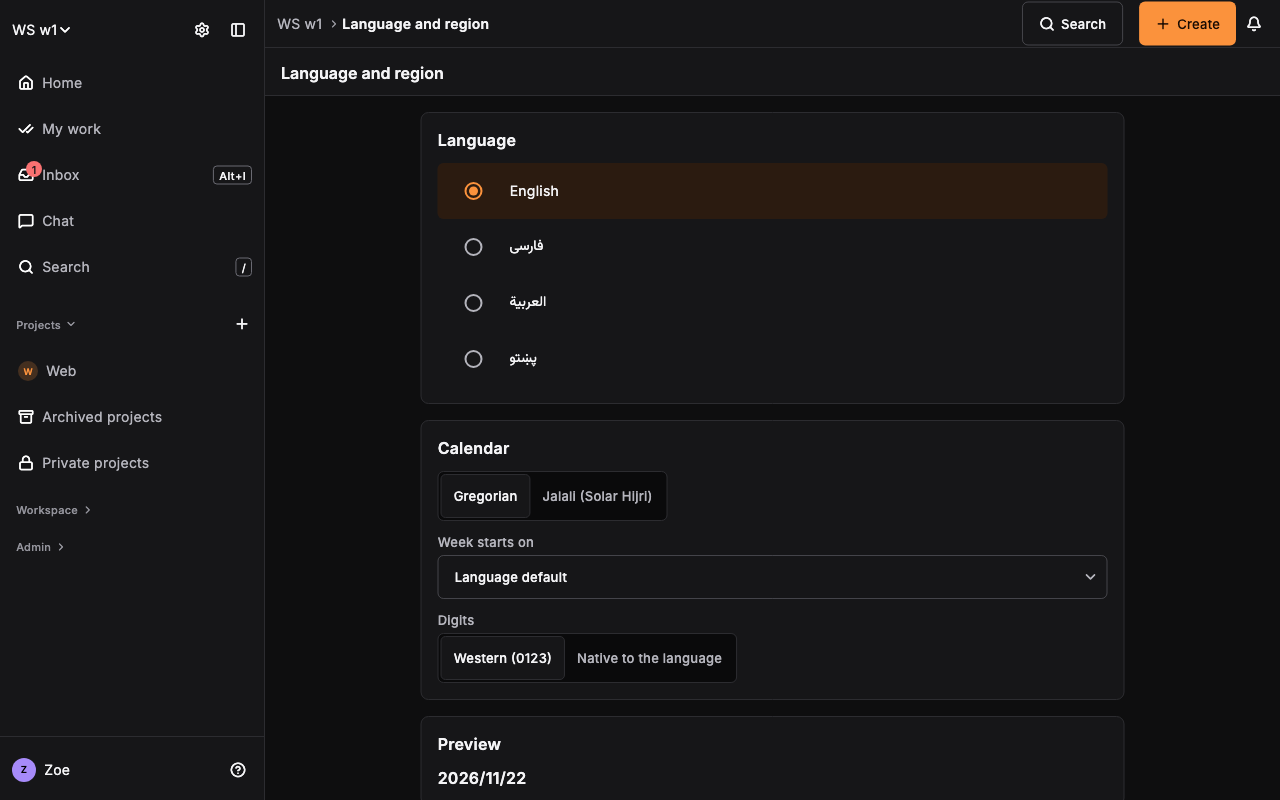 WS w1
Home
My work
1
Inbox
Alt+I
Chat
Search
/
Projects
W
Web
Archived projects
Private projects
Workspace
Admin
Z
Zoe
WS w1
Language and region
Search
Create
Language and region
Language
English
فارسی
العربية
پښتو
Calendar
Gregorian
Jalali (Solar Hijri)
Week starts on
Language default
Digits
Western (0123)
Native to the language
Preview
2026/11/22